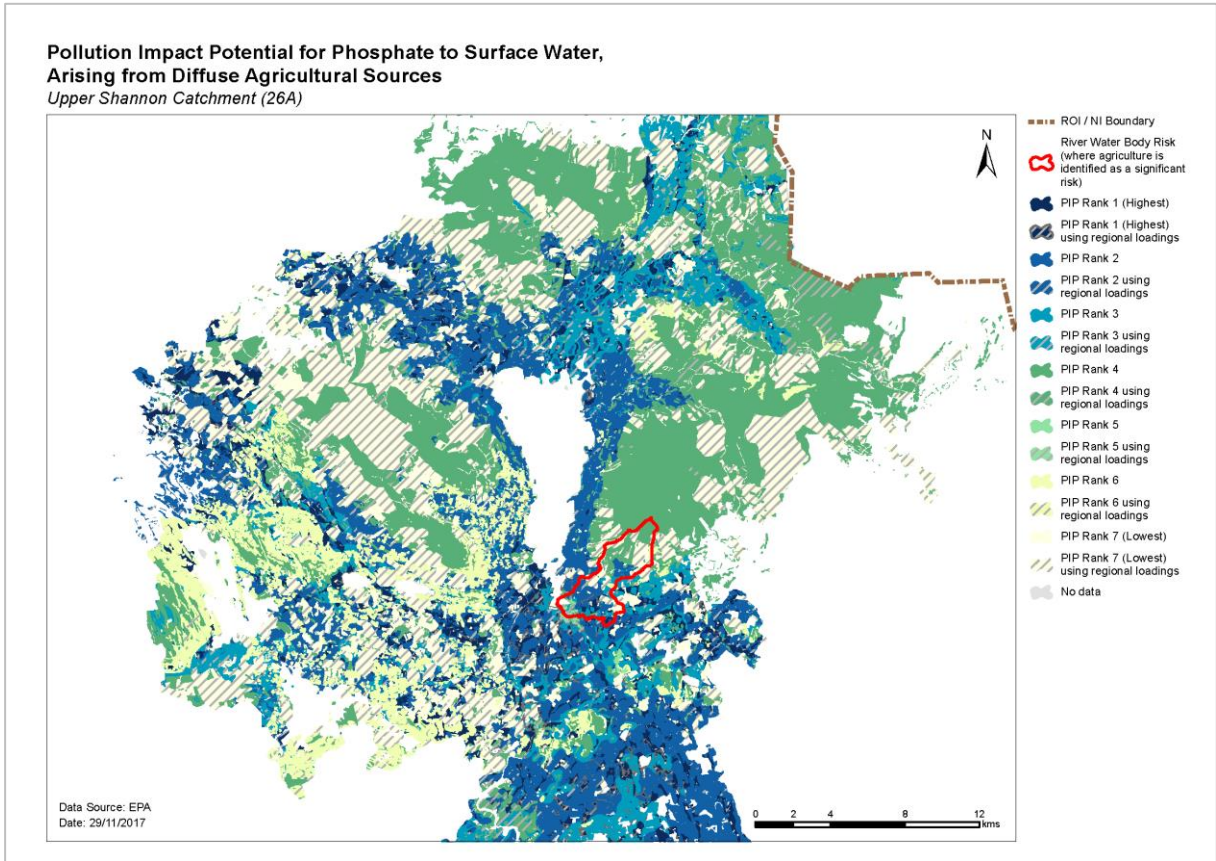 Pollution Impact Potential for Phosphate to Surface Water,
Arising from Diffuse Agricultural Sources
Upper Shannon Catchment (26A)
N
ROI / NI Boundary
River Water Body Risk
(where agriculture is
identified as a significant
risk)
PIP Rank 1 (Highest)
PIP Rank 1 (Highest)
using regional loadings
PIP Rank 2
PIP Rank 2 using
regional loadings
PIP Rank 3
PIP Rank 3 using
regional loadings
PIP Rank 4
PIP Rank 4 using
regional loadings
PIP Rank 5
PIP Rank 5 using
regional loadings
PIP Rank 6
PIP Rank 6 using
regional loadings
PIP Rank 7 (Lowest)
PIP Rank 7 (Lowest)
using regional loadings
No data
Data Source: EPA
Date: 29/11/2017
0 2 4 8 12
kms